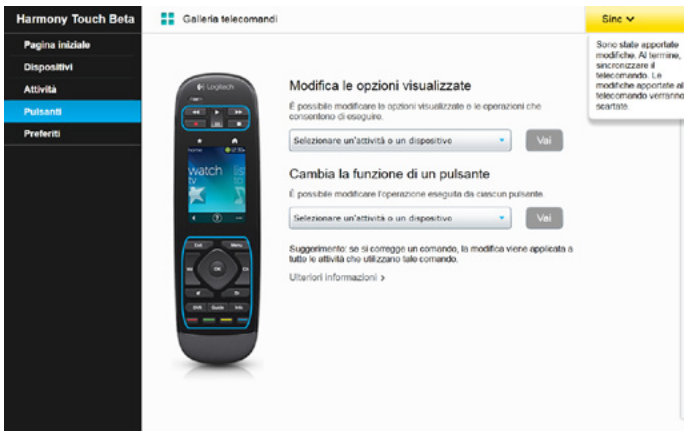 Harmony Touch Beta
Galleria telecomandi
Sinc
Pagina iniziale
Dispositivi
Attività
Pulsanti
Preferiti
Sono state apportate
modifiche. Al termine,
sincronizzare il
telecomando. Le
modifiche apportate al
telecomando verranno
scartate.
Logitech
home
watch
tv
Modifica le opzioni visualizzate
È possibile modificare le opzioni visualizzate o le operazioni che
consentono di eseguire.
Selezionare un'attività o un dispositivo
Vai
Cambia la funzione di un pulsante
È possibile modificare l'operazione eseguita da ciascun pulsante.
Selezionare un'attività o un dispositivo
Vai
Suggerimento: se si corregge un comando, la modifica viene applicata a
tutte le attività che utilizzano tale comando.
Ulteriori informazioni >
Exit
Menu
OK
Ch
DVR
Guide
Info